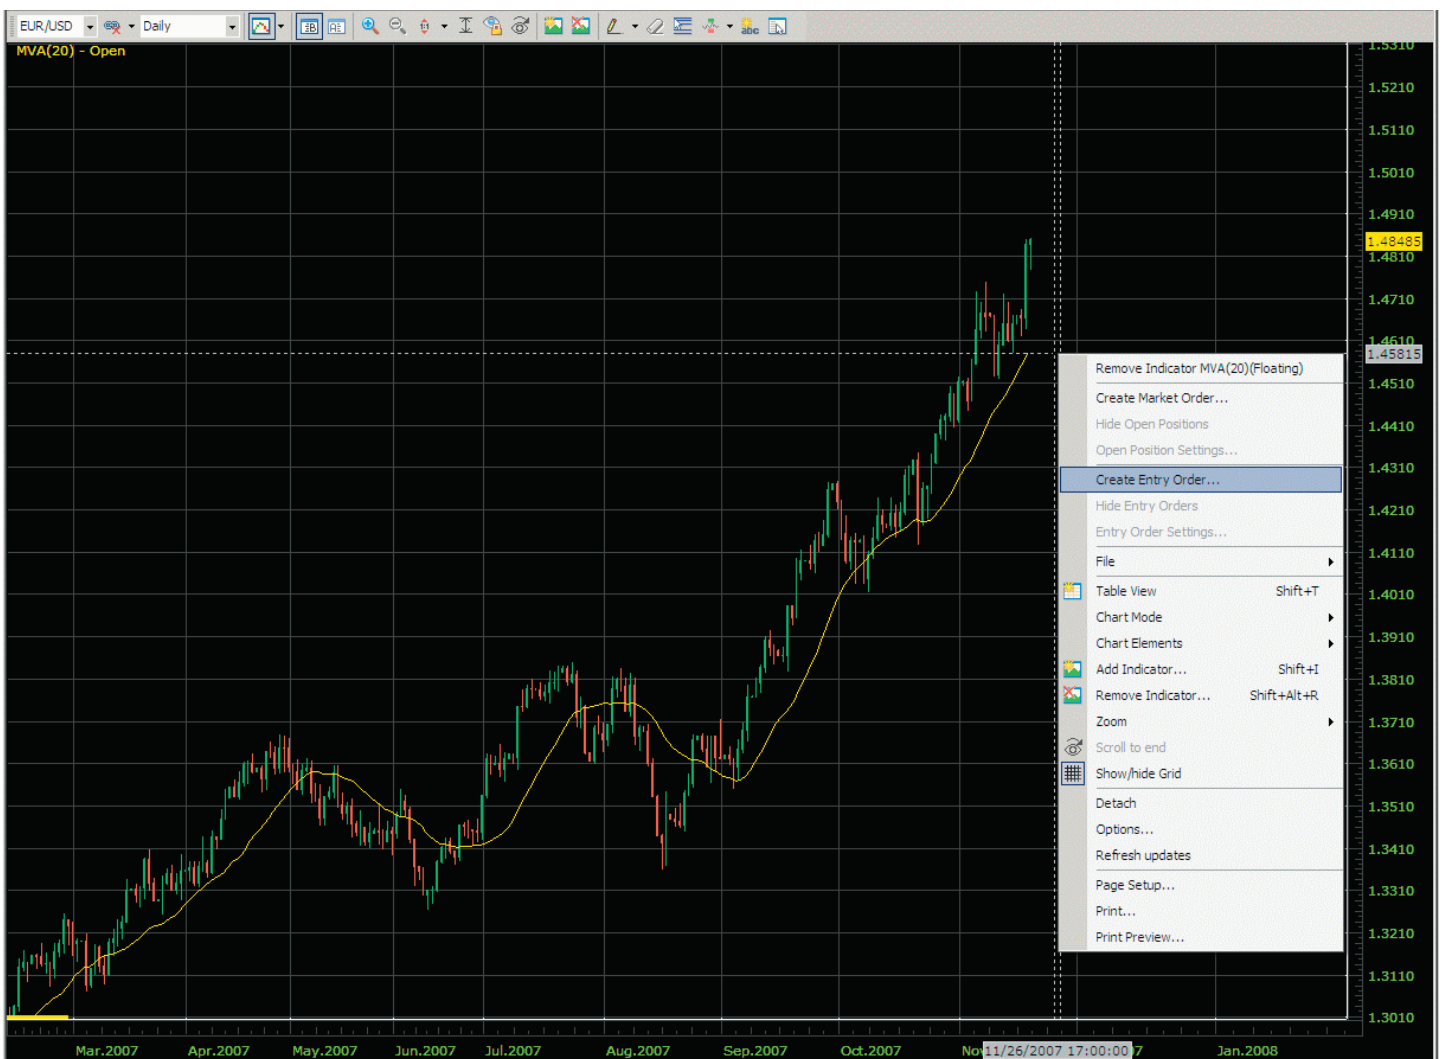 EUR/USD Daily
MVA(20) - Open
1.5310
1.5210
1.5110
1.5010
1.4910
1.48485
1.4810
1.4710
1.4610
1.45815
1.4510
1.4410
1.4310
1.4210
1.4110
1.4010
1.3910
1.3810
1.3710
1.3610
1.3510
1.3410
1.3310
1.3210
1.3110
1.3010
Remove Indicator MVA(20)(Floating)
Create Market Order...
Hide Open Positions
Open Position Settings...
Create Entry Order...
Hide Entry Orders
Entry Order Settings...
File
Table View Shift+T
Chart Mode
Chart Elements
Add Indicator... Shift+I
Remove Indicator... Shift+Alt+R
Zoom
Scroll to end
Show/hide Grid
Detach
Options...
Refresh updates
Page Setup...
Print...
Print Preview...
Mar.2007 Apr.2007 May.2007 Jun.2007 Jul.2007 Aug.2007 Sep.2007 Oct.2007 No 11/26/2007 17:00:00 7 Jan.2008